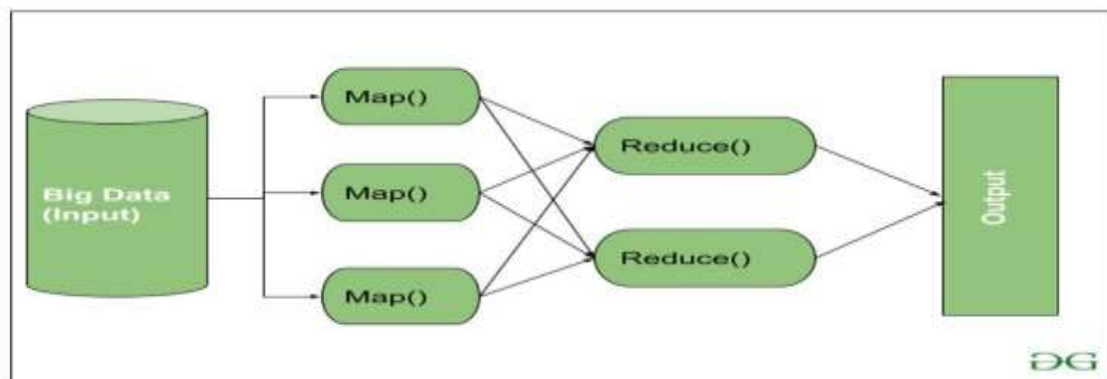 Big Data
(Input)
Map()
Map()
Map()
Reduce()
Reduce()
Output